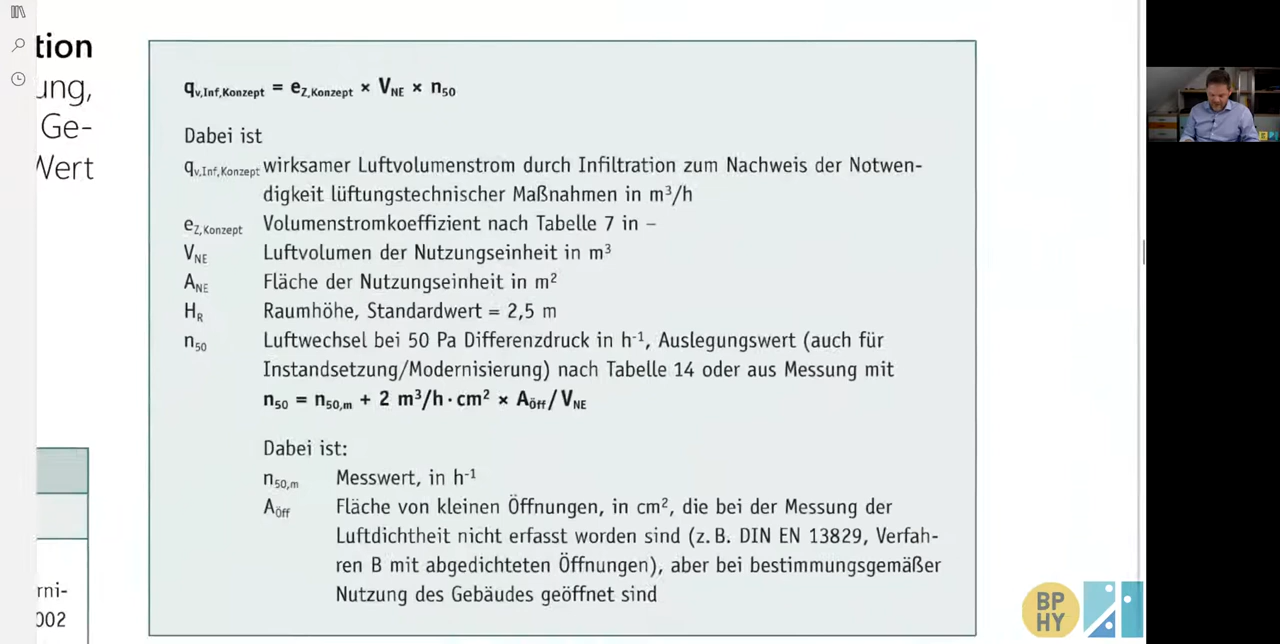 tion
ung,
Ge-
Wert
q_v,Inf,Konzept = e_Z,Konzept × V_NE × n_50
Dabei ist
q_v,Inf,Konzept wirksamer Luftvolumenstrom durch Infiltration zum Nachweis der Notwen-
digkeit lüftungstechnischer Maßnahmen in m³/h
e_Z,Konzept Volumenstromkoeffizient nach Tabelle 7 in –
V_NE Luftvolumen der Nutzungseinheit in m³
A_NE Fläche der Nutzungseinheit in m²
H_R Raumhöhe, Standardwert = 2,5 m
n_50 Luftwechsel bei 50 Pa Differenzdruck in h⁻¹, Auslegungswert (auch für
Instandsetzung/Modernisierung) nach Tabelle 14 oder aus Messung mit
n_50 = n_50,m + 2 m³/h · cm² × A_Öff/V_NE
Dabei ist:
n_50,m Messwert, in h⁻¹
A_Öff Fläche von kleinen Öffnungen, in cm², die bei der Messung der
Luftdichtheit nicht erfasst worden sind (z. B. DIN EN 13829, Verfah-
ren B mit abgedichteten Öffnungen), aber bei bestimmungsgemäßer
Nutzung des Gebäudes geöffnet sind
rni-
002
BP
HY